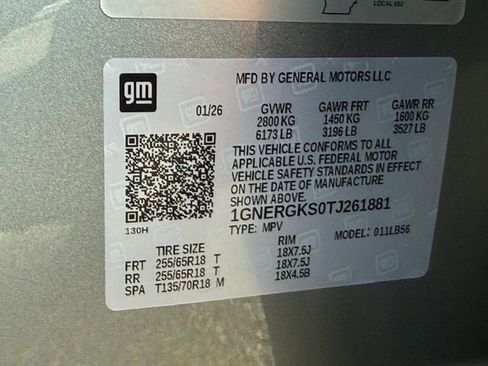 LOCAL 602
gm
MFD BY GENERAL MOTORS LLC
01/26 GVWR GAWR FRT GAWR RR
2800 KG 1450 KG 1600 KG
6173 LB 3196 LB 3527 LB
THIS VEHICLE CONFORMS TO ALL
APPLICABLE U.S. FEDERAL MOTOR
VEHICLE SAFETY STANDARDS IN EFFECT
ON THE DATE OF MANUFACTURE
SHOWN ABOVE.
1GNERGKS0TJ261881
130H TYPE: MPV MODEL: 011LB56
TIRE SIZE RIM
FRT 255/65R18 T 18X7.5J
RR 255/65R18 T 18X7.5J
SPA T135/70R18 M 18X4.5B